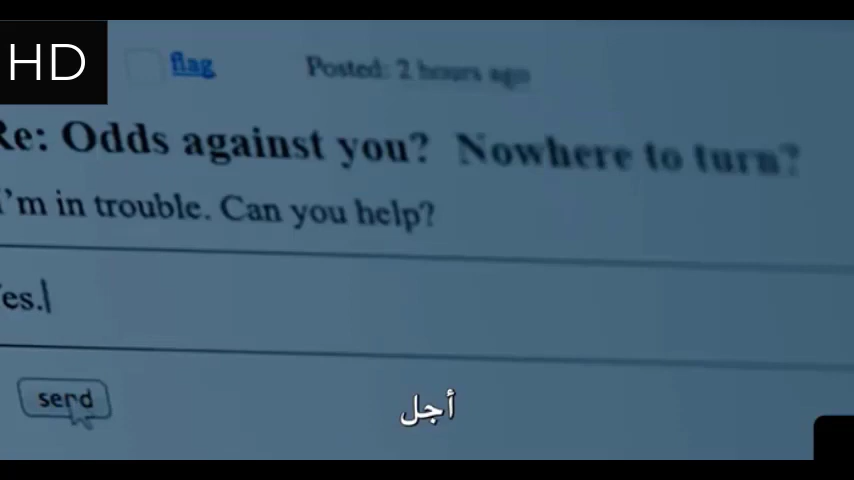 HD
flag Posted: 2 hours ago
Re: Odds against you? Nowhere to turn?
I'm in trouble. Can you help?
Yes.
send
أجل